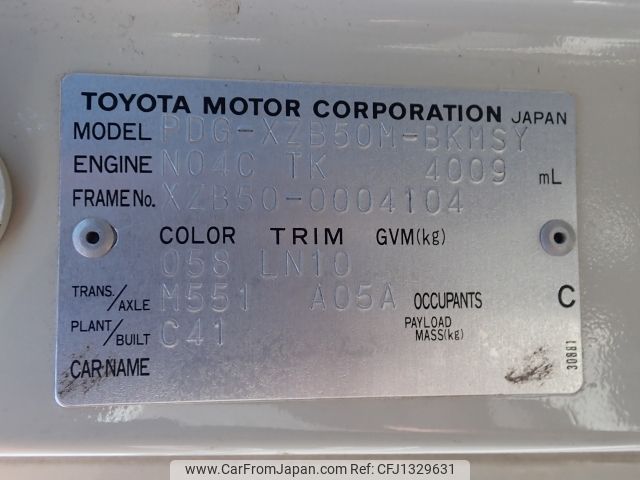 TOYOTA MOTOR CORPORATION JAPAN
MODEL PDG-XZB50M-BKMSY
ENGINE N04C TK 4009 mL
FRAME No. XZB50-0004104
COLOR TRIM GVM(kg)
058 LN10
TRANS./AXLE M551 A05A OCCUPANTS C
PLANT/BUILT C41 PAYLOAD MASS(kg)
CAR NAME
30881
www.CarFromJapan.com CFJ1329631